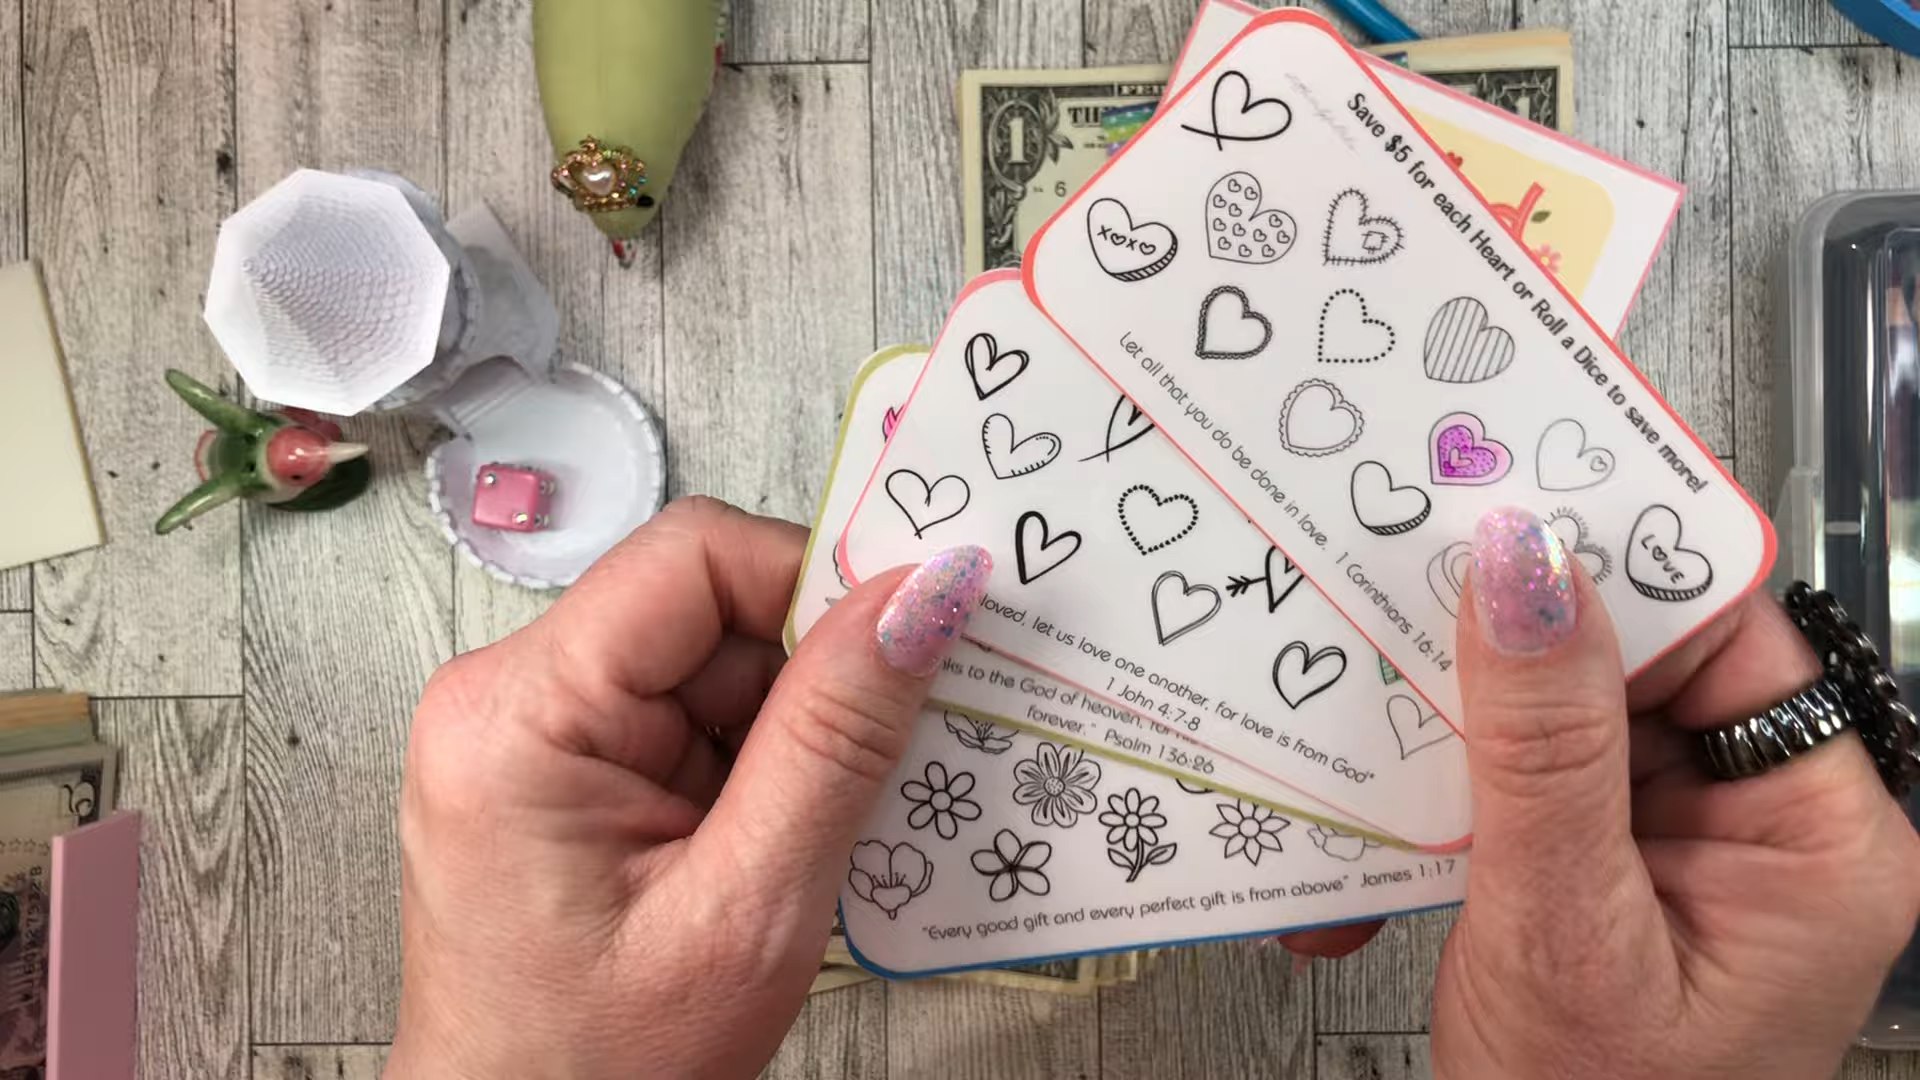 Save $5 for each Heart or Roll a Dice to save more!
XOXO
LOVE
Let all that you do be done in love. 1 Corinthians 16:14
loved, let us love one another, for love is from God"
1 John 4:7-8
to the God of heaven,
forever." Psalm 136:26
"Every good gift and every perfect gift is from above" James 1:17
1
TH
6